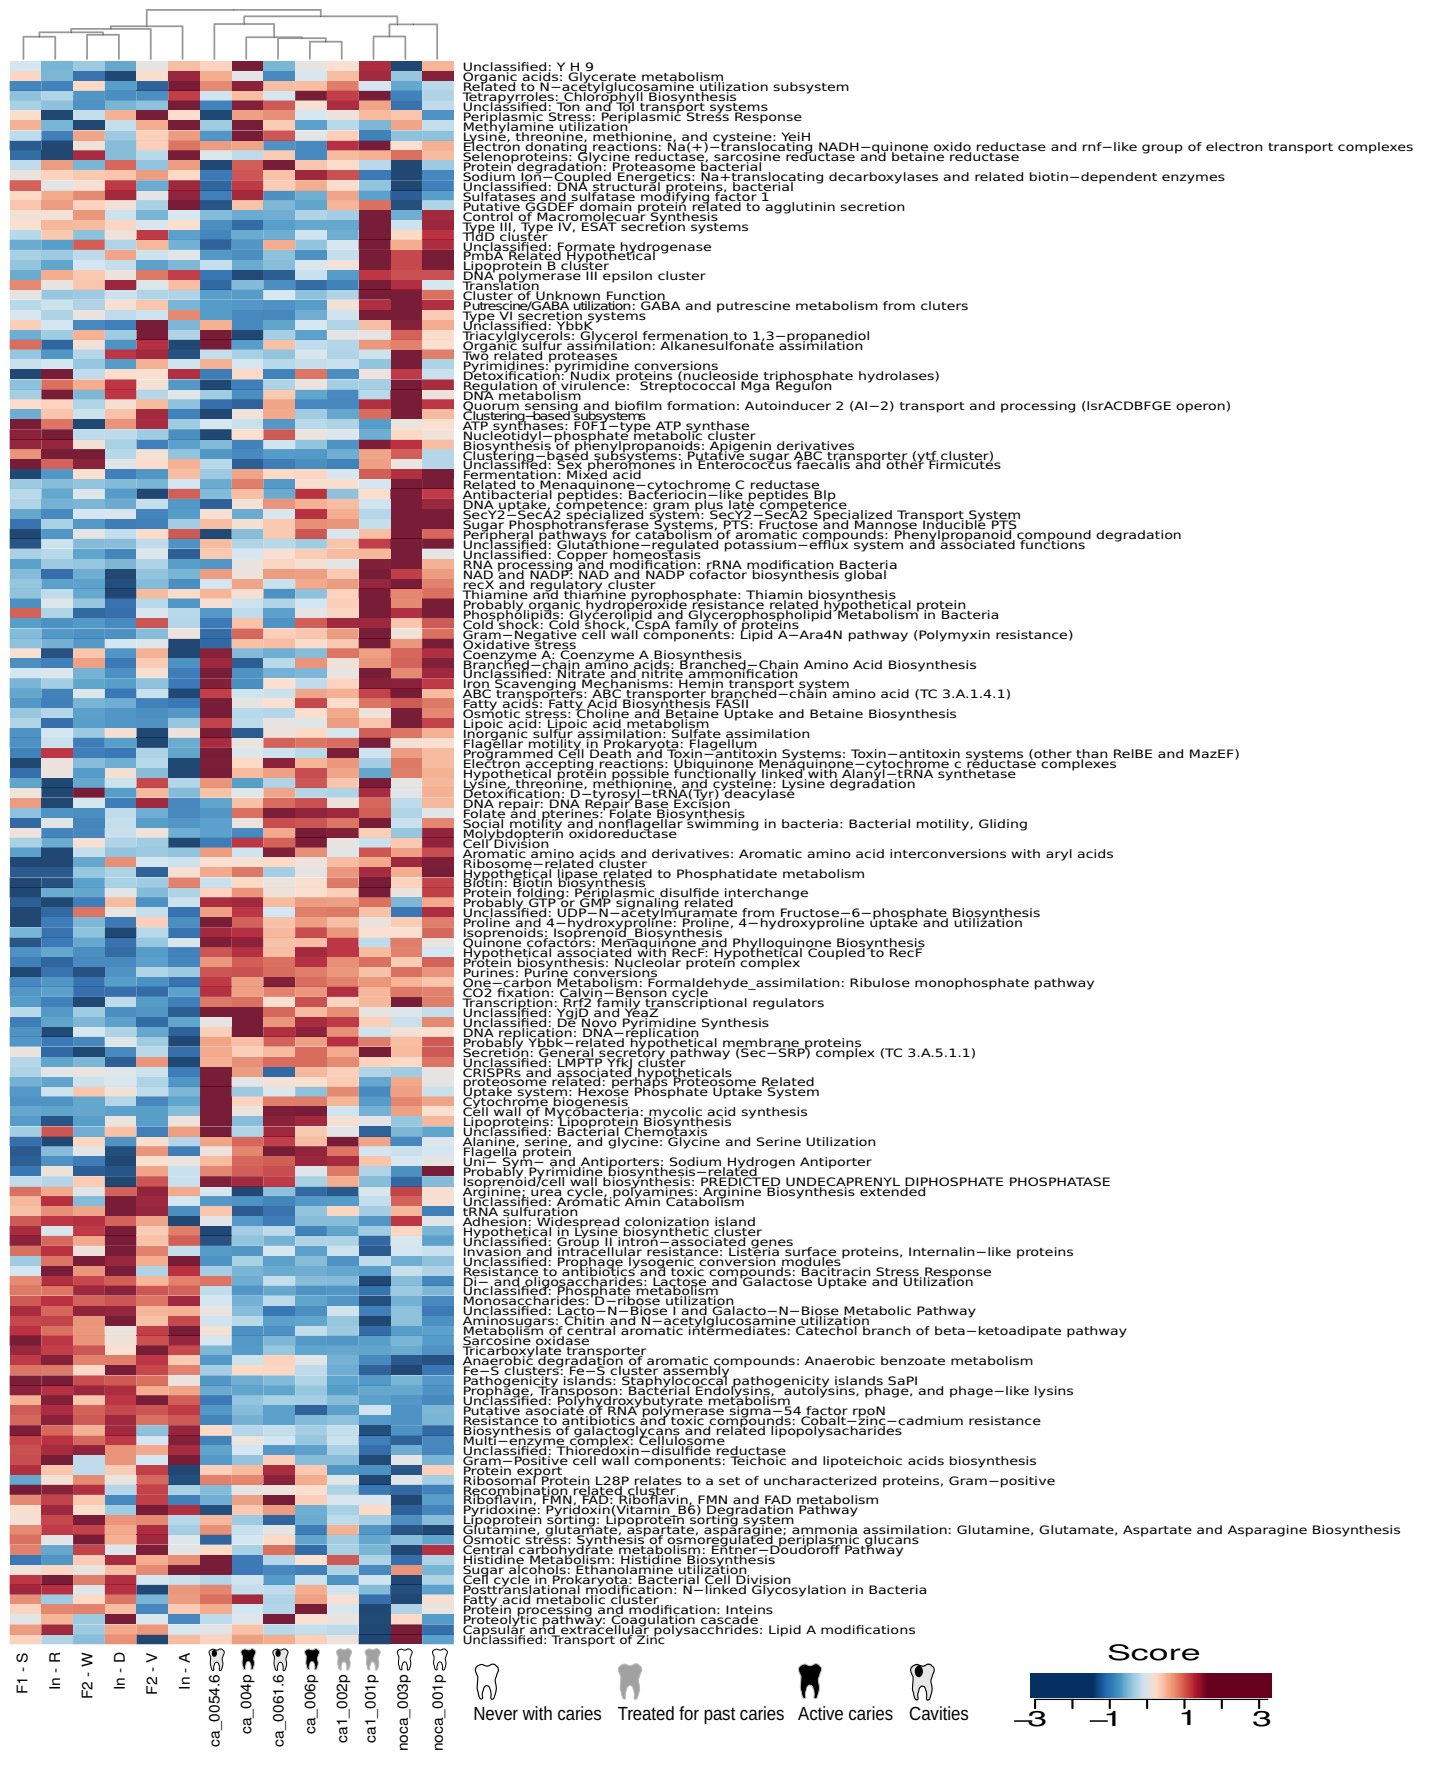 Unclassified: Y H 9
Organic acids: Glycerate metabolism
Related to N−acetylglucosamine utilization subsystem
Tetrapyrroles: Chlorophyll Biosynthesis
Unclassified: Ton and Tol transport systems
Periplasmic Stress: Periplasmic Stress Response
Methylamine utilization
Lysine, threonine, methionine, and cysteine: YeiH
Electron donating reactions: Na(+)−translocating NADH−quinone oxido reductase and rnf−like group of electron transport complexes
Selenoproteins: Glycine reductase, sarcosine reductase and betaine reductase
Protein degradation: Proteasome bacterial
Sodium Ion−Coupled Energetics: Na+translocating decarboxylases and related biotin−dependent enzymes
Unclassified: DNA structural proteins, bacterial
Sulfatases and sulfatase modifying factor 1
Putative GGDEF domain protein related to agglutinin secretion
Control of Macromolecuar Synthesis
Type III, Type IV, ESAT secretion systems
TldD cluster
Unclassified: Formate hydrogenase
PmbA Related Hypothetical
Lipoprotein B cluster
DNA polymerase III epsilon cluster
Translation
Cluster of Unknown Function
Putrescine/GABA utilization: GABA and putrescine metabolism from cluters
Type VI secretion systems
Unclassified: YbbK
Triacylglycerols: Glycerol fermenation to 1,3−propanediol
Organic sulfur assimilation: Alkanesulfonate assimilation
Two related proteases
Pyrimidines: pyrimidine conversions
Detoxification: Nudix proteins (nucleoside triphosphate hydrolases)
Regulation of virulence:  Streptococcal Mga Regulon
DNA metabolism
Quorum sensing and biofilm formation: Autoinducer 2 (AI−2) transport and processing (lsrACDBFGE operon)
Clustering−based subsystems
ATP synthases: F0F1−type ATP synthase
Nucleotidyl−phosphate metabolic cluster
Biosynthesis of phenylpropanoids: Apigenin derivatives
Clustering−based subsystems: Putative sugar ABC transporter (ytf cluster)
Unclassified: Sex pheromones in Enterococcus faecalis and other Firmicutes
Fermentation: Mixed acid
Related to Menaquinone−cytochrome C reductase
Antibacterial peptides: Bacteriocin−like peptides Blp
DNA uptake, competence: gram plus late competence
SecY2−SecA2 specialized system: SecY2−SecA2 Specialized Transport System
Sugar Phosphotransferase Systems, PTS: Fructose and Mannose Inducible PTS
Peripheral pathways for catabolism of aromatic compounds: Phenylpropanoid compound degradation
Unclassified: Glutathione−regulated potassium−efflux system and associated functions
Unclassified: Copper homeostasis
RNA processing and modification: rRNA modification Bacteria
NAD and NADP: NAD and NADP cofactor biosynthesis global
recX and regulatory cluster
Thiamine and thiamine pyrophosphate: Thiamin biosynthesis
Probably organic hydroperoxide resistance related hypothetical protein
Phospholipids: Glycerolipid and Glycerophospholipid Metabolism in Bacteria
Cold shock: Cold shock, CspA family of proteins
Gram−Negative cell wall components: Lipid A−Ara4N pathway (Polymyxin resistance)
Oxidative stress
Coenzyme A: Coenzyme A Biosynthesis
Branched−chain amino acids: Branched−Chain Amino Acid Biosynthesis
Unclassified: Nitrate and nitrite ammonification
Iron Scavenging Mechanisms: Hemin transport system
ABC transporters: ABC transporter branched−chain amino acid (TC 3.A.1.4.1)
Fatty acids: Fatty Acid Biosynthesis FASII
Osmotic stress: Choline and Betaine Uptake and Betaine Biosynthesis
Lipoic acid: Lipoic acid metabolism
Inorganic sulfur assimilation: Sulfate assimilation
Flagellar motility in Prokaryota: Flagellum
Programmed Cell Death and Toxin−antitoxin Systems: Toxin−antitoxin systems (other than RelBE and MazEF)
Electron accepting reactions: Ubiquinone Menaquinone−cytochrome c reductase complexes
Hypothetical protein possible functionally linked with Alanyl−tRNA synthetase
Lysine, threonine, methionine, and cysteine: Lysine degradation
Detoxification: D−tyrosyl−tRNA(Tyr) deacylase
DNA repair: DNA Repair Base Excision
Folate and pterines: Folate Biosynthesis
Social motility and nonflagellar swimming in bacteria: Bacterial motility, Gliding
Molybdopterin oxidoreductase
Cell Division
Aromatic amino acids and derivatives: Aromatic amino acid interconversions with aryl acids
Ribosome−related cluster
Hypothetical lipase related to Phosphatidate metabolism
Biotin: Biotin biosynthesis
Protein folding: Periplasmic disulfide interchange
Probably GTP or GMP signaling related
Unclassified: UDP−N−acetylmuramate from Fructose−6−phosphate Biosynthesis
Proline and 4−hydroxyproline: Proline, 4−hydroxyproline uptake and utilization
Isoprenoids: Isoprenoid_Biosynthesis
Quinone cofactors: Menaquinone and Phylloquinone Biosynthesis
Hypothetical associated with RecF: Hypothetical Coupled to RecF
Protein biosynthesis: Nucleolar protein complex
Purines: Purine conversions
One−carbon Metabolism: Formaldehyde_assimilation: Ribulose monophosphate pathway
CO2 fixation: Calvin−Benson cycle
Transcription: Rrf2 family transcriptional regulators
Unclassified: YgjD and YeaZ
Unclassified: De Novo Pyrimidine Synthesis
DNA replication: DNA−replication
Probably Ybbk−related hypothetical membrane proteins
Secretion: General secretory pathway (Sec−SRP) complex (TC 3.A.5.1.1)
Unclassified: LMPTP YfkJ cluster
CRISPRs and associated hypotheticals
proteosome related: perhaps Proteosome Related
Uptake system: Hexose Phosphate Uptake System
Cytochrome biogenesis
Cell wall of Mycobacteria: mycolic acid synthesis
Lipoproteins: Lipoprotein Biosynthesis
Unclassified: Bacterial Chemotaxis
Alanine, serine, and glycine: Glycine and Serine Utilization
Flagella protein
Uni− Sym− and Antiporters: Sodium Hydrogen Antiporter
Probably Pyrimidine biosynthesis−related
Isoprenoid/cell wall biosynthesis: PREDICTED UNDECAPRENYL DIPHOSPHATE PHOSPHATASE
Arginine; urea cycle, polyamines: Arginine Biosynthesis extended
Unclassified: Aromatic Amin Catabolism
tRNA sulfuration
Adhesion: Widespread colonization island
Hypothetical in Lysine biosynthetic cluster
Unclassified: Group II intron−associated genes
Invasion and intracellular resistance: Listeria surface proteins, Internalin−like proteins
Unclassified: Prophage lysogenic conversion modules
Resistance to antibiotics and toxic compounds: Bacitracin Stress Response
Di− and oligosaccharides: Lactose and Galactose Uptake and Utilization
Unclassified: Phosphate metabolism
Monosaccharides: D−ribose utilization
Unclassified: Lacto−N−Biose I and Galacto−N−Biose Metabolic Pathway
Aminosugars: Chitin and N−acetylglucosamine utilization
Metabolism of central aromatic intermediates: Catechol branch of beta−ketoadipate pathway
Sarcosine oxidase
Tricarboxylate transporter
Anaerobic degradation of aromatic compounds: Anaerobic benzoate metabolism
Fe−S clusters: Fe−S cluster assembly
Pathogenicity islands: Staphylococcal pathogenicity islands SaPI
Prophage, Transposon: Bacterial Endolysins,  autolysins, phage, and phage−like lysins
Unclassified: Polyhydroxybutyrate metabolism
Putative asociate of RNA polymerase sigma−54 factor rpoN
Resistance to antibiotics and toxic compounds: Cobalt−zinc−cadmium resistance
Biosynthesis of galactoglycans and related lipopolysacharides
Multi−enzyme complex: Cellulosome
Unclassified: Thioredoxin−disulfide reductase
Gram−Positive cell wall components: Teichoic and lipoteichoic acids biosynthesis
Protein export
Ribosomal Protein L28P relates to a set of uncharacterized proteins, Gram−positive
Recombination related cluster
Riboflavin, FMN, FAD: Riboflavin, FMN and FAD metabolism
Pyridoxine: Pyridoxin(Vitamin_B6) Degradation Pathway
Lipoprotein sorting: Lipoprotein sorting system
Glutamine, glutamate, aspartate, asparagine; ammonia assimilation: Glutamine, Glutamate, Aspartate and Asparagine Biosynthesis
Osmotic stress: Synthesis of osmoregulated periplasmic glucans
Central carbohydrate metabolism: Entner−Doudoroff Pathway
Histidine Metabolism: Histidine Biosynthesis
Sugar alcohols: Ethanolamine utilization
Cell cycle in Prokaryota: Bacterial Cell Division
Posttranslational modification: N−linked Glycosylation in Bacteria
Fatty acid metabolic cluster
Protein processing and modification: Inteins
Proteolytic pathway: Coagulation cascade
Capsular and extracellular polysacchrides: Lipid A modifications
Unclassified: Transport of Zinc
F1 - S
In - R
F2 - W
In - D
F2 - V
In - A
ca_0054.6
ca_004p
ca_0061.6
ca_006p
ca1_002p
ca1_001p
noca_003p
noca_001p
Never with caries
Treated for past caries
Active caries
Cavities
Score
−3 −1 1 3